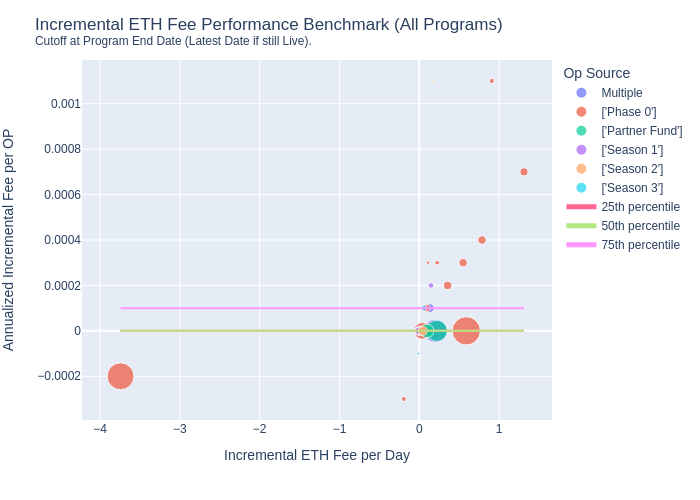 Incremental ETH Fee Performance Benchmark (All Programs)
Cutoff at Program End Date (Latest Date if still Live).
Annualized Incremental Fee per OP
0.001
0.0008
0.0006
0.0004
0.0002
0
−0.0002
−4
−3
−2
−1
0
1
Incremental ETH Fee per Day
Op Source
Multiple
['Phase 0']
['Partner Fund']
['Season 1']
['Season 2']
['Season 3']
25th percentile
50th percentile
75th percentile